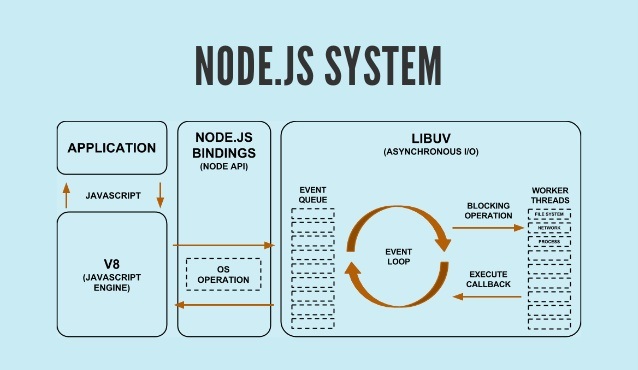 NODE.JS SYSTEM
APPLICATION
JAVASCRIPT
V8
(JAVASCRIPT
ENGINE)
NODE.JS
BINDINGS
(NODE API)
OS
OPERATION
LIBUV
(ASYNCHRONOUS I/O)
EVENT
QUEUE
EVENT
LOOP
BLOCKING
OPERATION
EXECUTE
CALLBACK
WORKER
THREADS
FILE SYSTEM
NETWORK
PROCESS